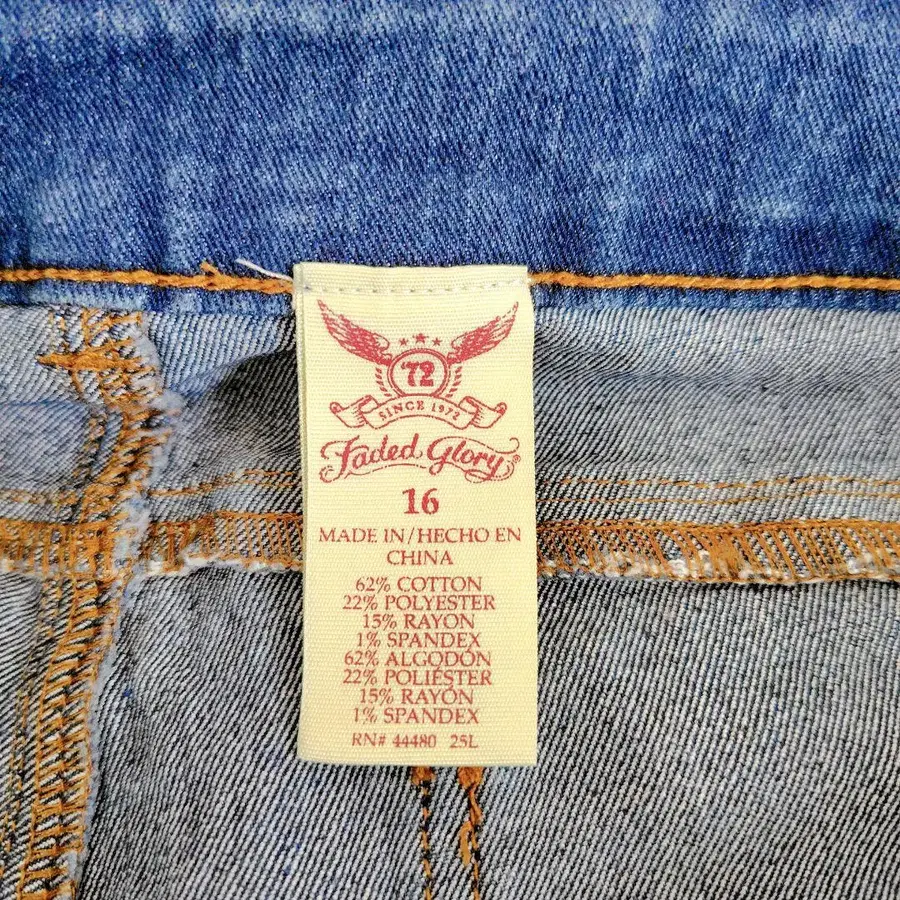 '72
SINCE 1972
Faded Glory®
16
MADE IN/HECHO EN
CHINA
62% COTTON
22% POLYESTER
15% RAYON
1% SPANDEX
62% ALGODÓN
22% POLIÉSTER
15% RAYÓN
1% SPANDEX
RN# 44480 25L